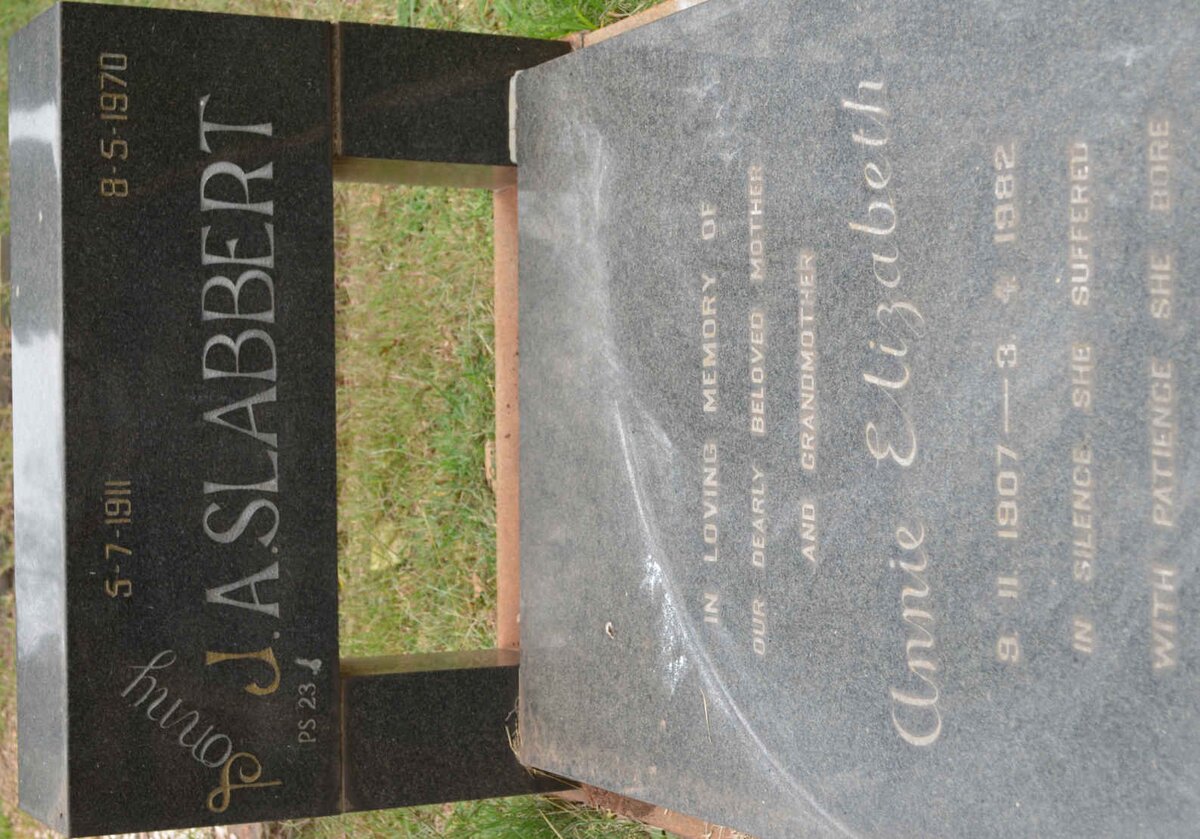 Sonny 5-7-1911 8-5-1970
J.A.SLABBERT
PS 23
IN LOVING MEMORY OF
OUR DEARLY BELOVED MOTHER
AND GRANDMOTHER
Annie Elizabeth
9. 11. 1907—3. 4. 1982
IN SILENCE SHE SUFFERED
WITH PATIENCE SHE BORE